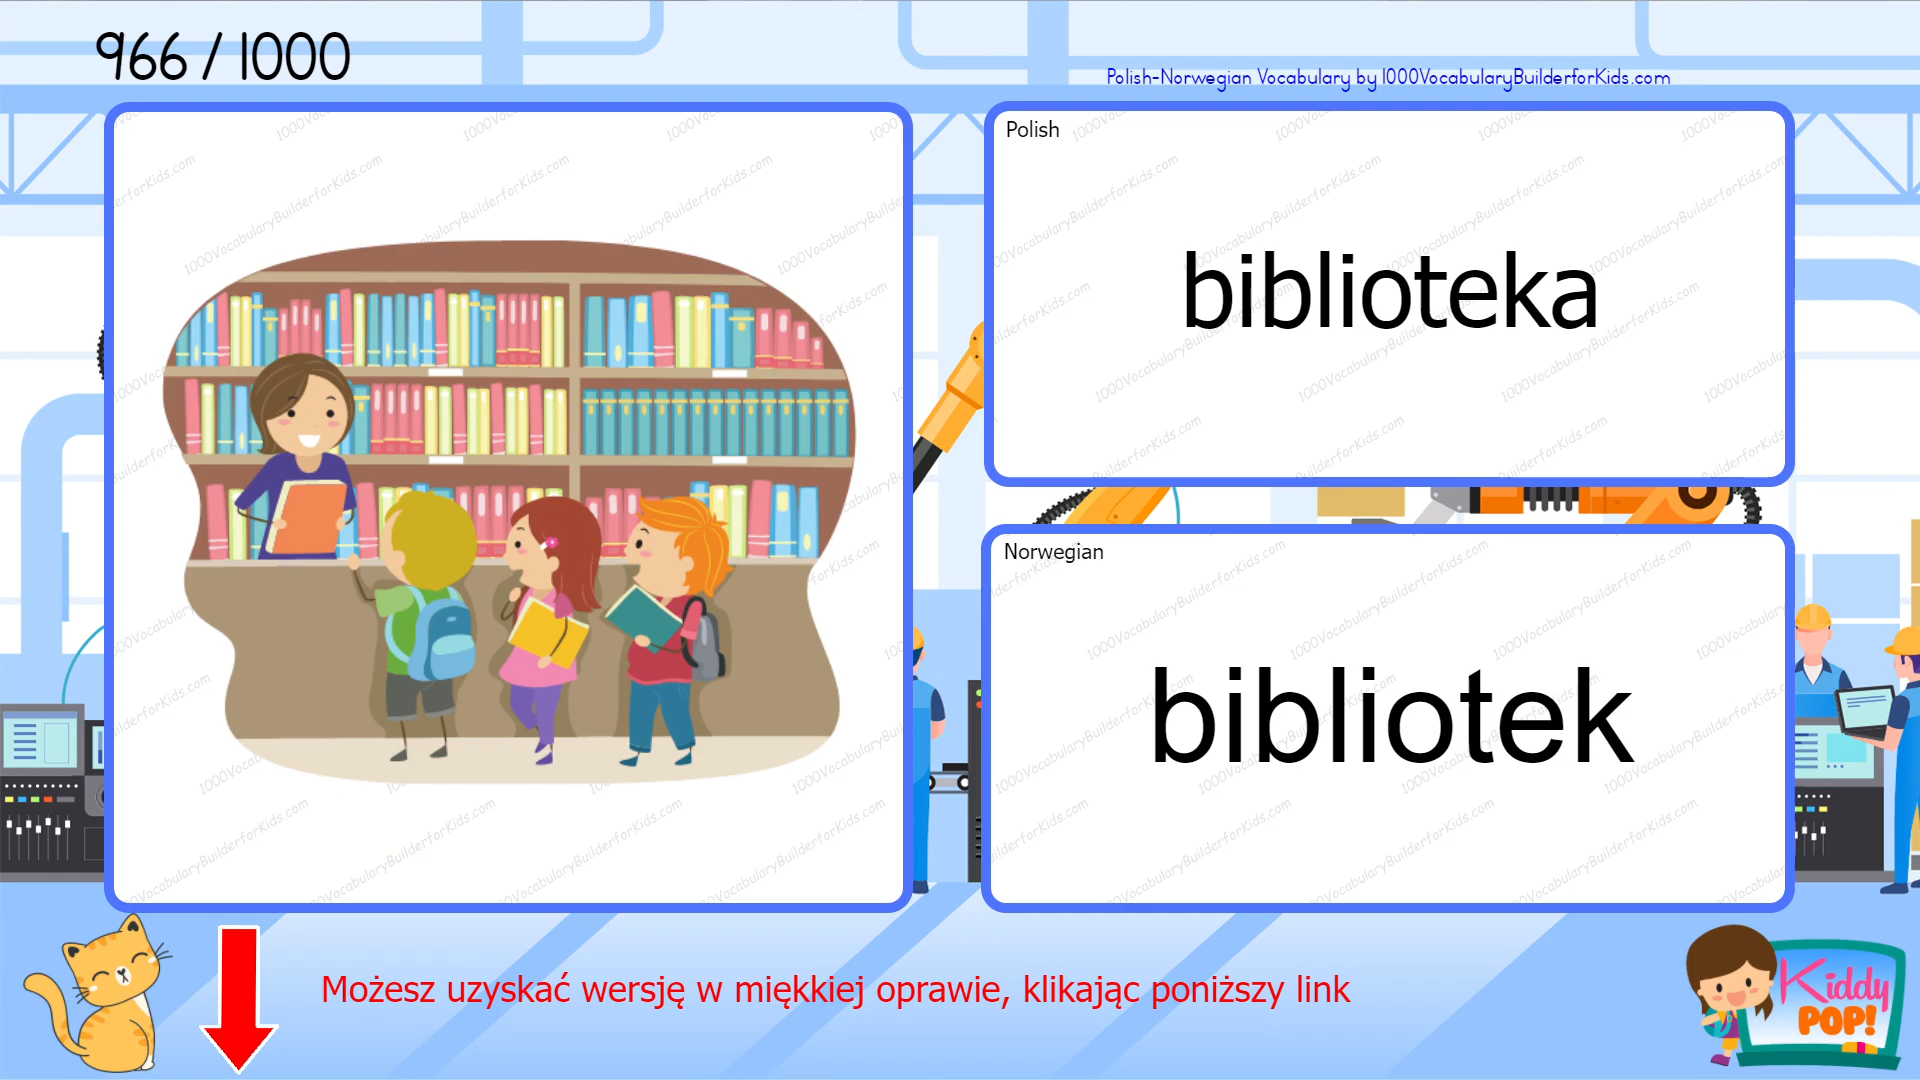 966 / 1000
Polish-Norwegian Vocabulary by 1000VocabularyBuilderforKids.com
Polish
biblioteka
Norwegian
bibliotek
Możesz uzyskać wersję w miękkiej oprawie, klikając poniższy link
Kiddy
POP!